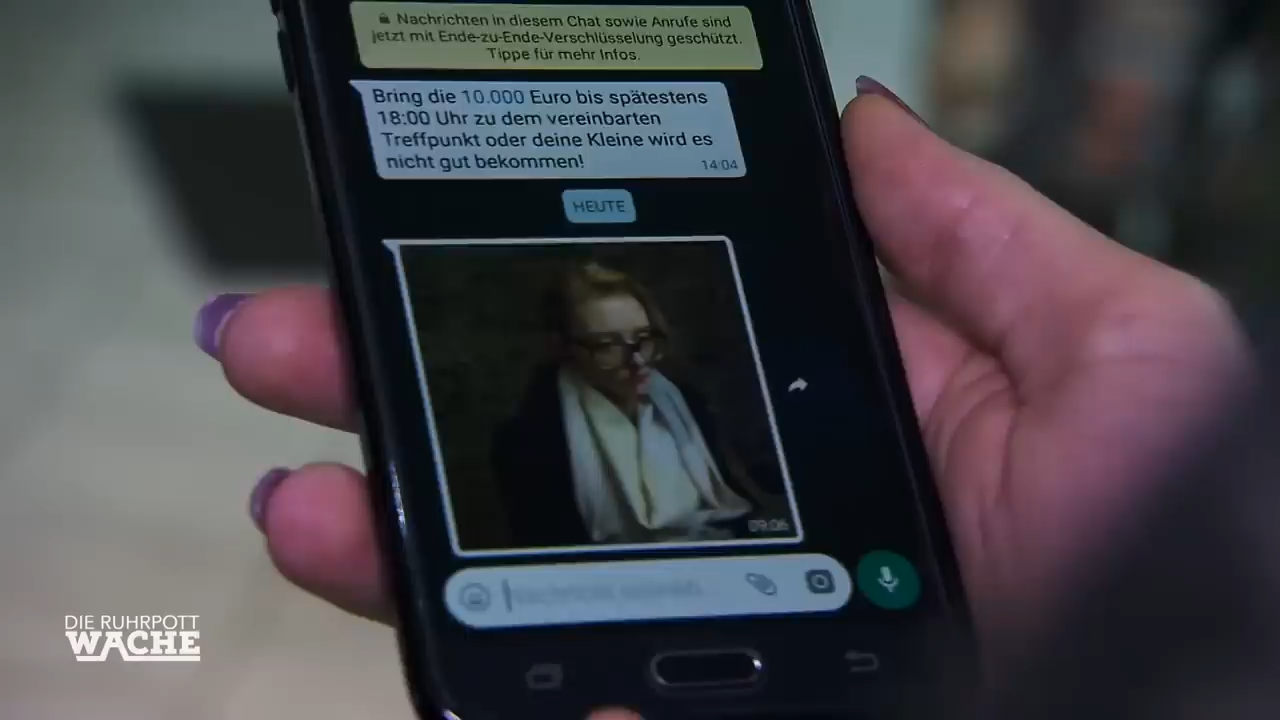 Nachrichten in diesem Chat sowie Anrufe sind
jetzt mit Ende-zu-Ende-Verschlüsselung geschützt.
Tippe für mehr Infos.
Bring die 10.000 Euro bis spätestens
18:00 Uhr zu dem vereinbarten
Treffpunkt oder deine Kleine wird es
nicht gut bekommen!
14:04
HEUTE
09:06
DIE RUHRPOTT
WACHE